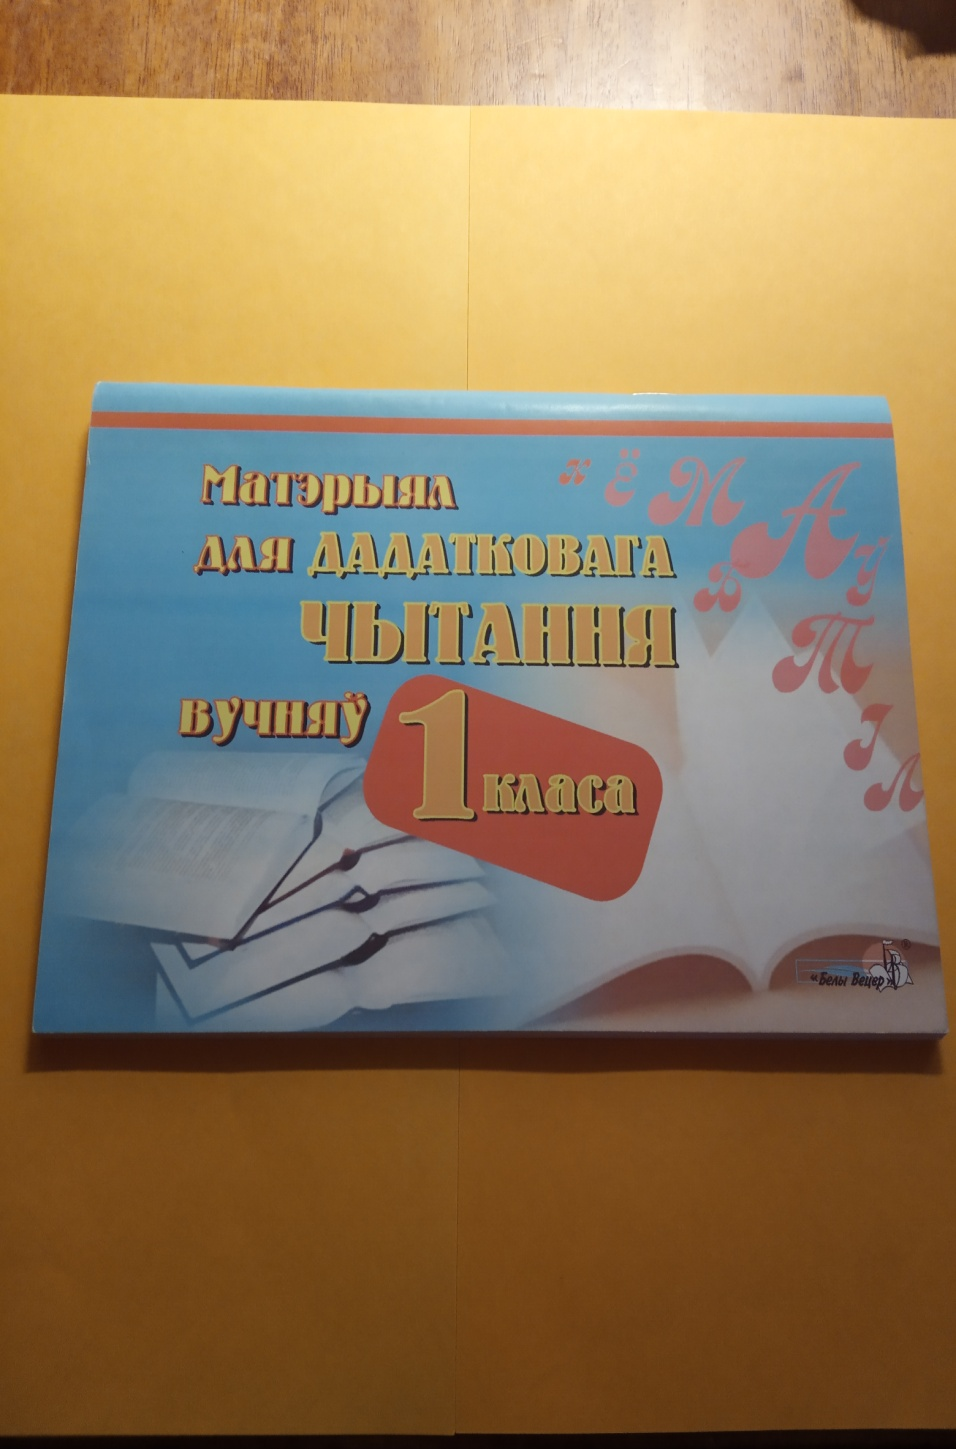 Матэрыял
для дадатковага
чытання
вучняў
1 класа
к Ё М А У
Ф
Т
І
Л
«Белы Вецер»
®